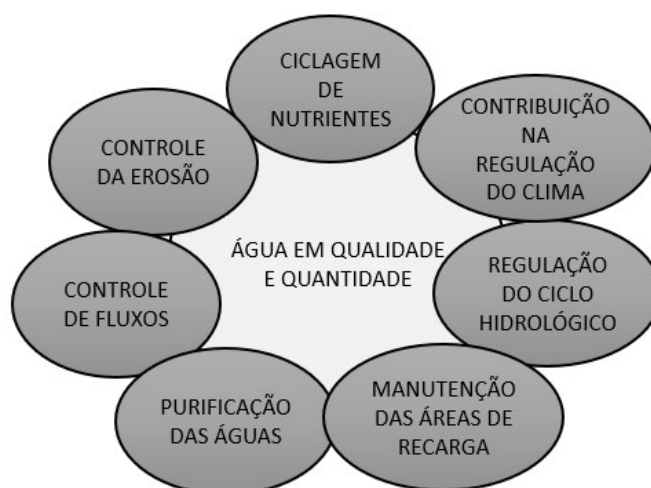 CICLAGEM
DE
NUTRIENTES
CONTRIBUIÇÃO
NA
REGULAÇÃO
DO CLIMA
CONTROLE
DA EROSÃO
ÁGUA EM QUALIDADE
E QUANTIDADE
REGULAÇÃO
DO CICLO
HIDROLÓGICO
CONTROLE
DE FLUXOS
PURIFICAÇÃO
DAS ÁGUAS
MANUTENÇÃO
DAS ÁREAS DE
RECARGA